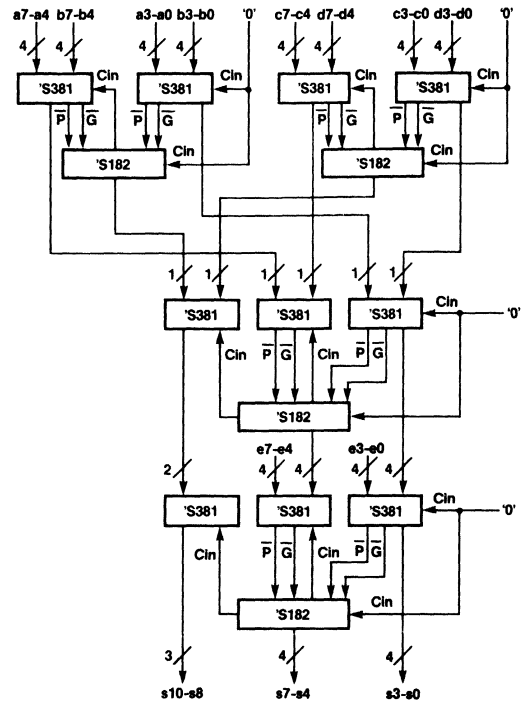 a7-a4 b7-b4 a3-a0 b3-b0 '0' c7-c4 d7-d4 c3-c0 d3-d0 '0'
4 4 4 4 4 4 4 4
'S381 Cin 'S381 'S381 Cin 'S381
P G P G P G P G
'S182 Cin 'S182 Cin
1 1 1 1 1 1
Cin
'S381 'S381 'S381 '0'
Cin P G Cin P G
'S182
e7-e4 e3-e0
2 4 4 4 4
Cin
'S381 'S381 'S381 '0'
Cin P G Cin P G
Cin
'S182
3 4 4
s10-s8 s7-s4 s3-s0